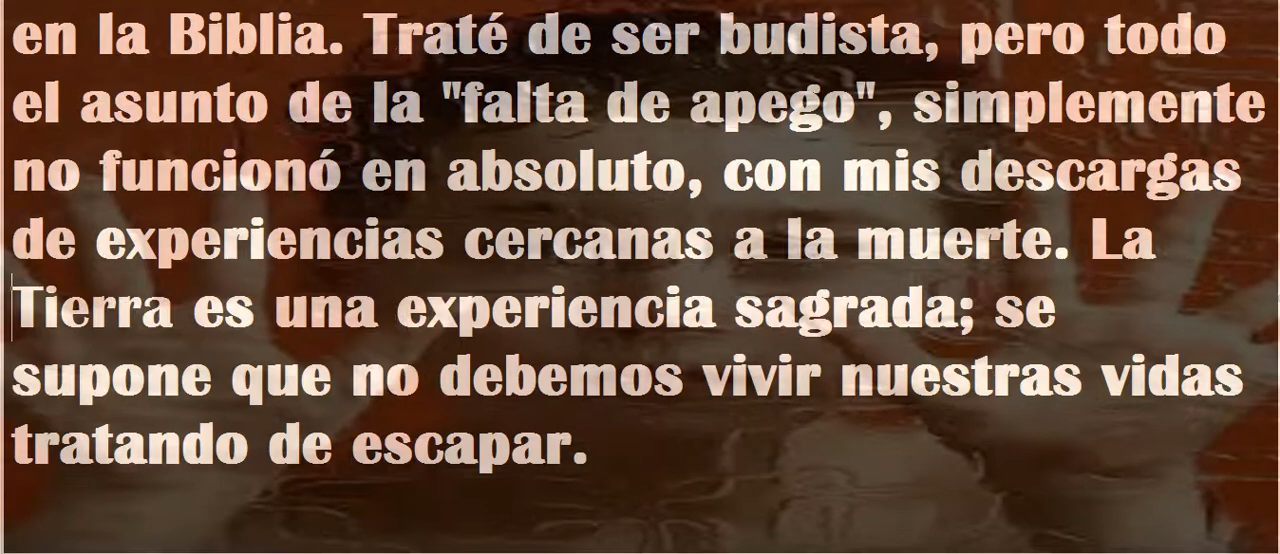 en la Biblia. Traté de ser budista, pero todo
el asunto de la "falta de apego", simplemente
no funcionó en absoluto, con mis descargas
de experiencias cercanas a la muerte. La
Tierra es una experiencia sagrada; se
supone que no debemos vivir nuestras vidas
tratando de escapar.